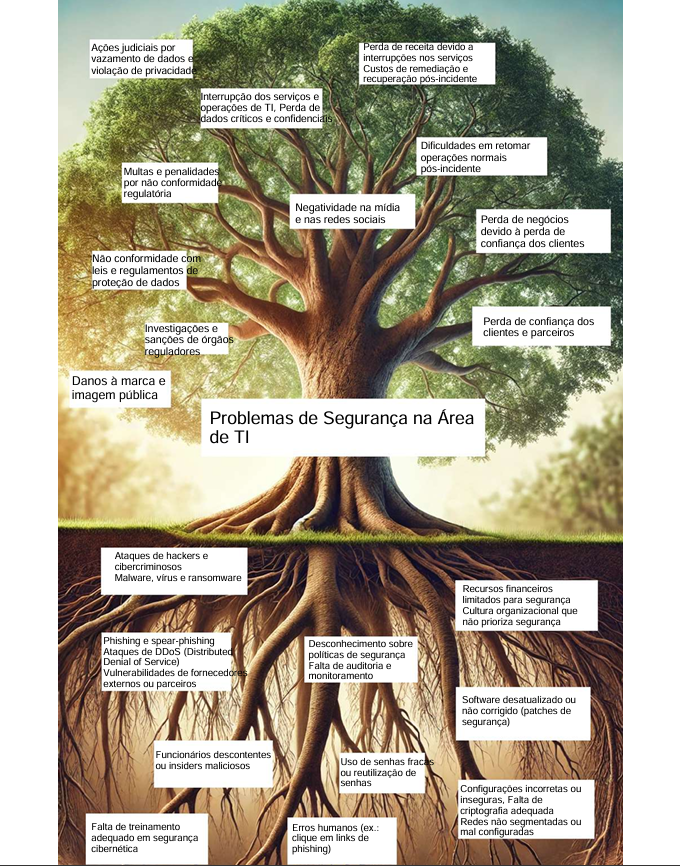 Ações judiciais por
vazamento de dados e
violação de privacidade
Perda de receita devido a
interrupções nos serviços
Custos de remediação e
recuperação pós-incidente
Interrupção dos serviços e
operações de TI, Perda de
dados críticos e confidenciais
Dificuldades em retomar
operações normais
pós-incidente
Multas e penalidades
por não conformidade
regulatória
Negatividade na mídia
e nas redes sociais
Perda de negócios
devido à perda de
confiança dos clientes
Não conformidade com
leis e regulamentos de
proteção de dados
Perda de confiança dos
clientes e parceiros
Investigações e
sanções de órgãos
reguladores
Danos à marca e
imagem pública
Problemas de Segurança na Área
de TI
Ataques de hackers e
cibercriminosos
Malware, vírus e ransomware
Recursos financeiros
limitados para segurança
Cultura organizacional que
não prioriza segurança
Phishing e spear-phishing
Ataques de DDoS (Distributed
Denial of Service)
Vulnerabilidades de fornecedores
externos ou parceiros
Desconhecimento sobre
políticas de segurança
Falta de auditoria e
monitoramento
Software desatualizado ou
não corrigido (patches de
segurança)
Funcionários descontentes
ou insiders maliciosos
Uso de senhas fracas
ou reutilização de
senhas
Configurações incorretas ou
inseguras, Falta de
criptografia adequada
Redes não segmentadas ou
mal configuradas
Falta de treinamento
adequado em segurança
cibernética
Erros humanos (ex.:
clique em links de
phishing)